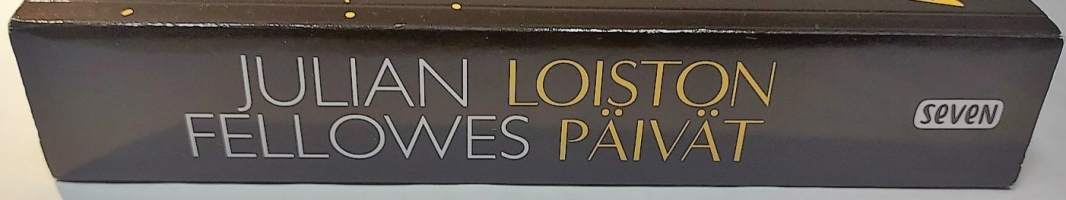 JULIAN LOISTON
FELLOWES PÄIVÄT
seven